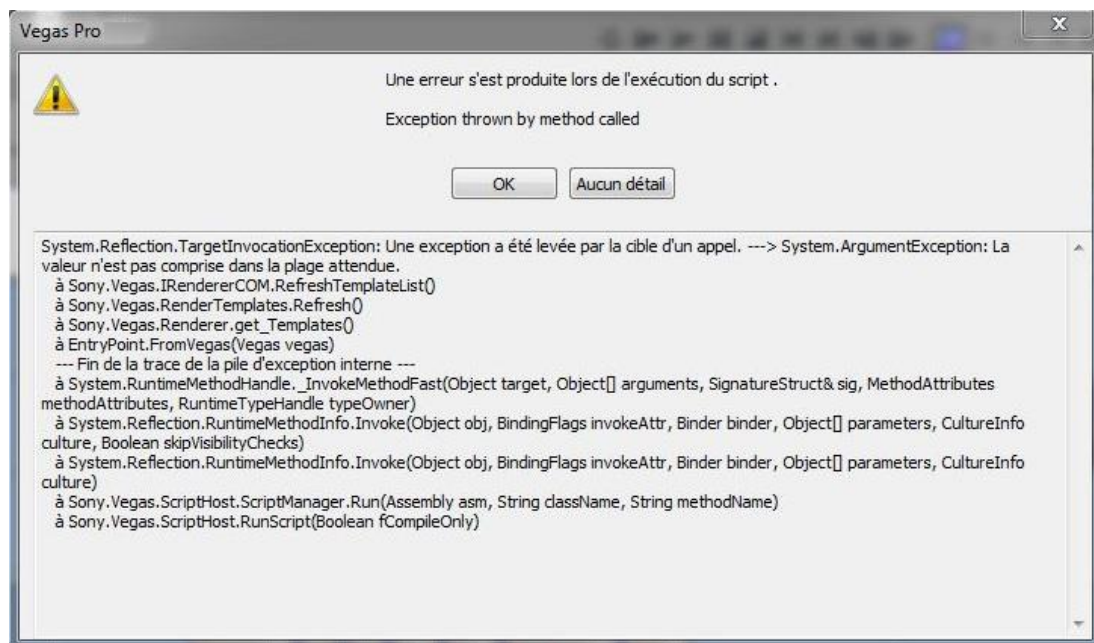 Vegas Pro
Une erreur s'est produite lors de l'exécution du script .
Exception thrown by method called
OK
Aucun détail
System.Reflection.TargetInvocationException: Une exception a été levée par la cible d'un appel. ---> System.ArgumentException: La
valeur n'est pas comprise dans la plage attendue.
à Sony.Vegas.IRendererCOM.RefreshTemplateList()
à Sony.Vegas.RenderTemplates.Refresh()
à Sony.Vegas.Renderer.get_Templates()
à EntryPoint.FromVegas(Vegas vegas)
--- Fin de la trace de la pile d'exception interne ---
à System.RuntimeMethodHandle._InvokeMethodFast(Object target, Object[] arguments, SignatureStruct& sig, MethodAttributes
methodAttributes, RuntimeTypeHandle typeOwner)
à System.Reflection.RuntimeMethodInfo.Invoke(Object obj, BindingFlags invokeAttr, Binder binder, Object[] parameters, CultureInfo
culture, Boolean skipVisibilityChecks)
à System.Reflection.RuntimeMethodInfo.Invoke(Object obj, BindingFlags invokeAttr, Binder binder, Object[] parameters, CultureInfo
culture)
à Sony.Vegas.ScriptHost.ScriptManager.Run(Assembly asm, String className, String methodName)
à Sony.Vegas.ScriptHost.RunScript(Boolean fCompileOnly)